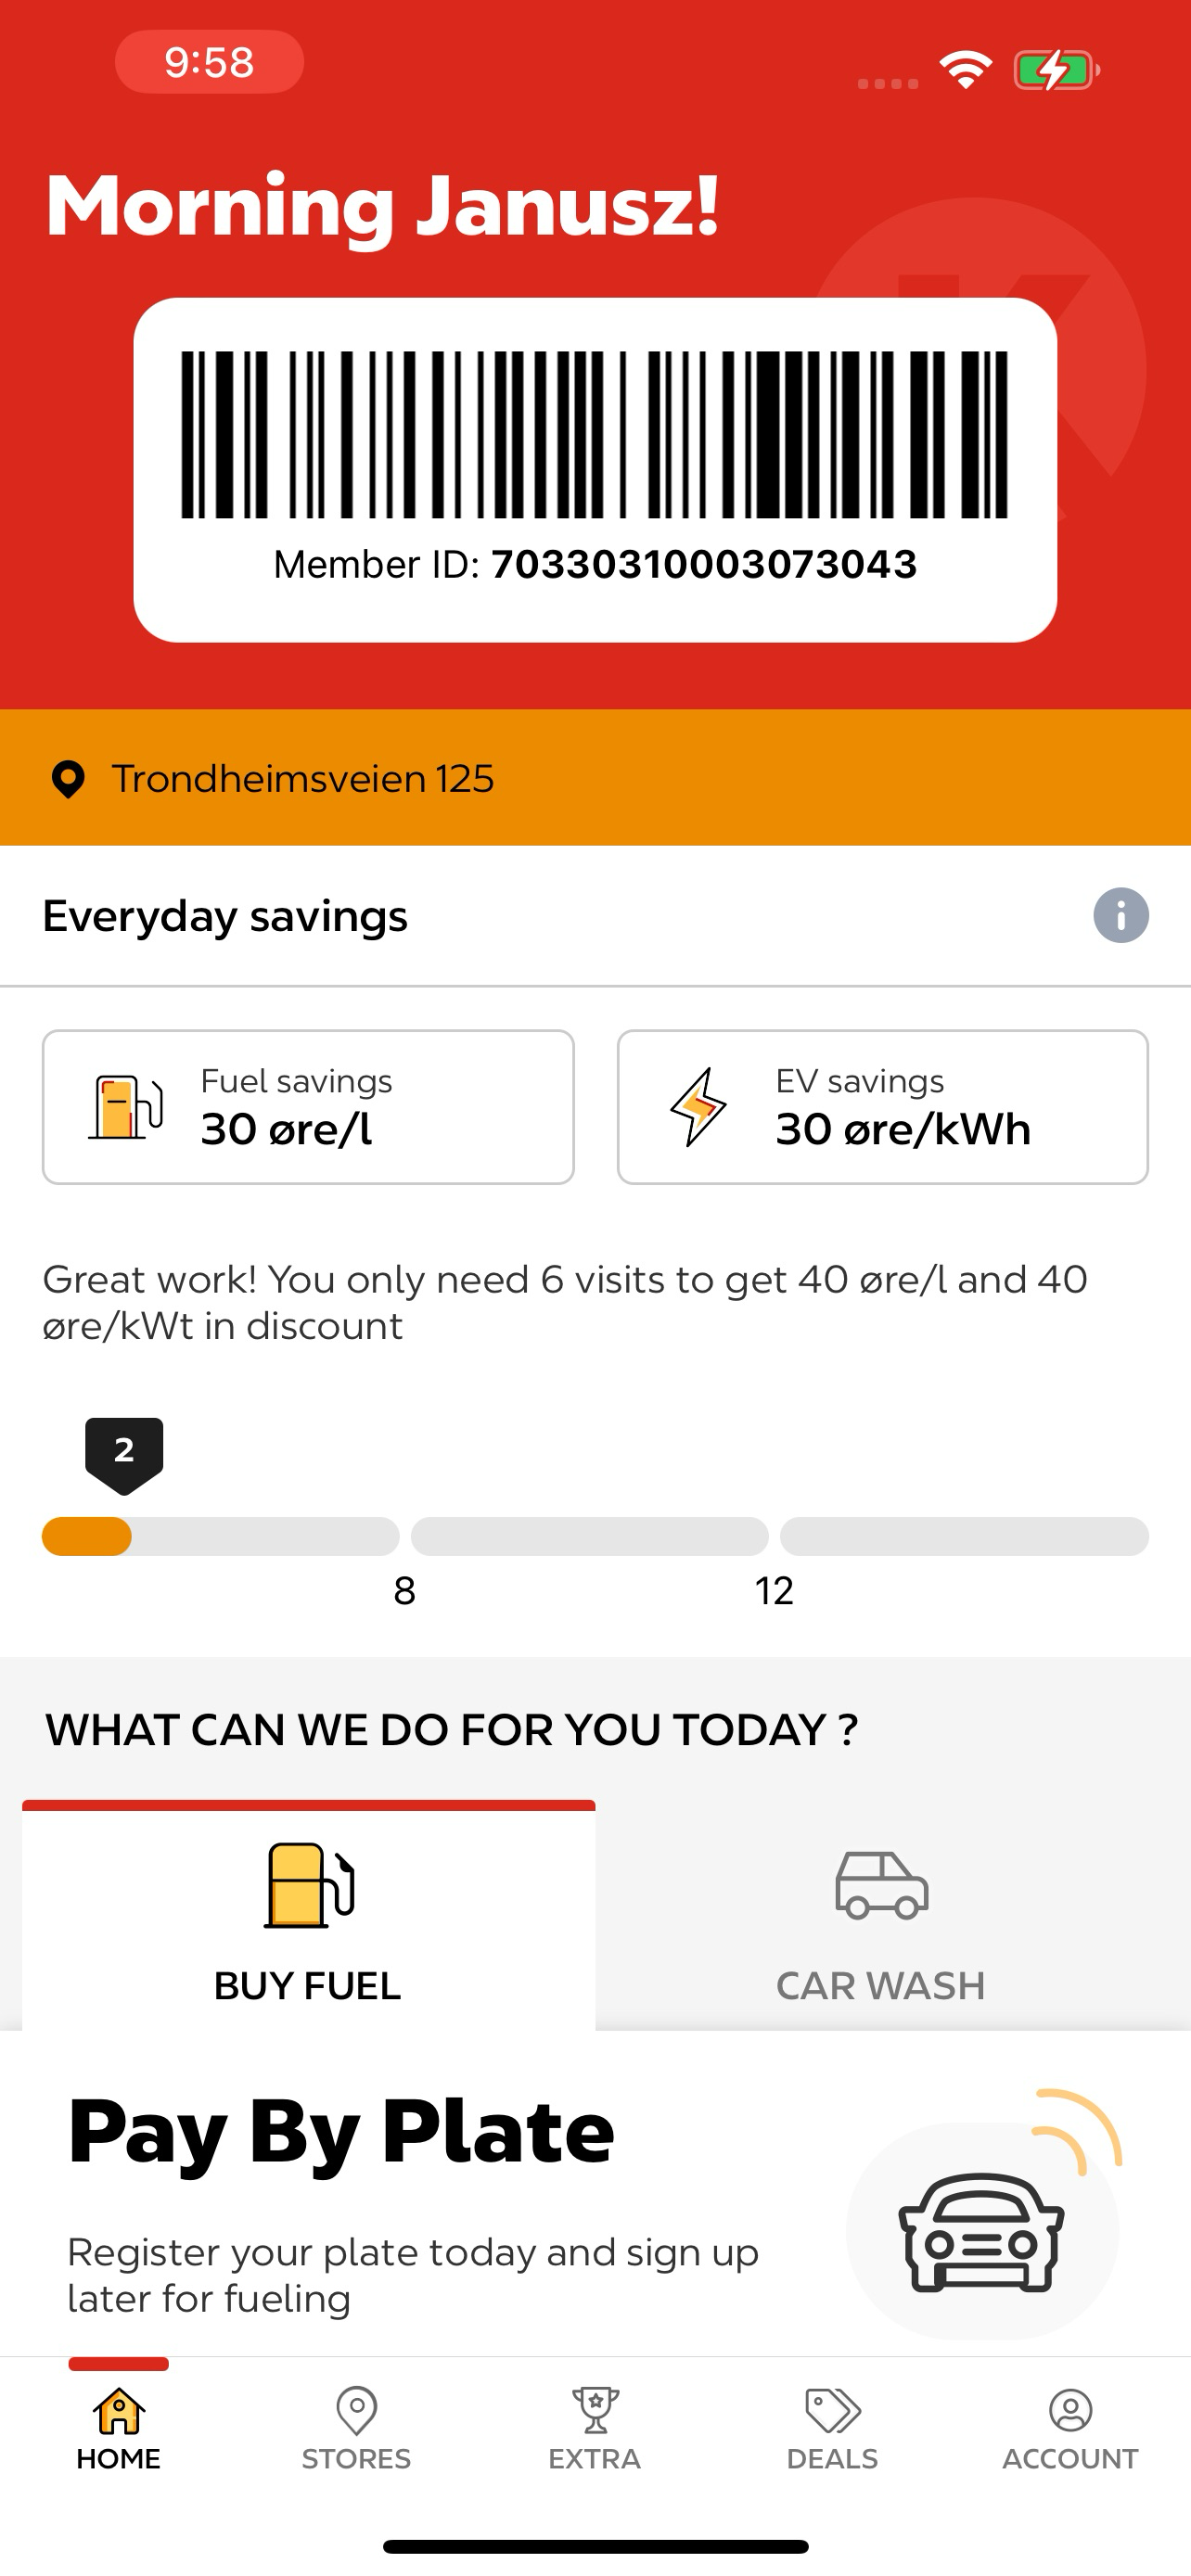 9:58
Morning Janusz!
Member ID: 70330310003073043
Trondheimsveien 125
Everyday savings
Fuel savings
30 øre/l
EV savings
30 øre/kWh
Great work! You only need 6 visits to get 40 øre/l and 40
øre/kWt in discount
2
8
12
WHAT CAN WE DO FOR YOU TODAY ?
BUY FUEL
CAR WASH
Pay By Plate
Register your plate today and sign up
later for fueling
HOME
STORES
EXTRA
DEALS
ACCOUNT